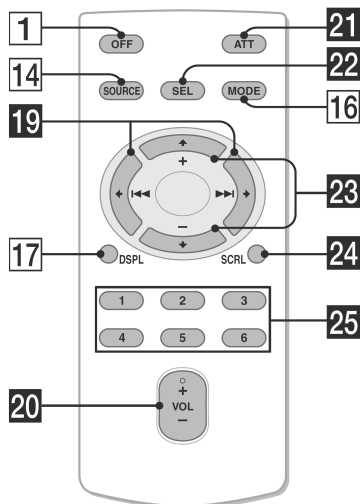 1 21
OFF ATT
14 22
SOURCE SEL MODE
16
19
+
23
−
17 DSPL SCRL 24
1 2 3
25
4 5 6
+
20 VOL
−